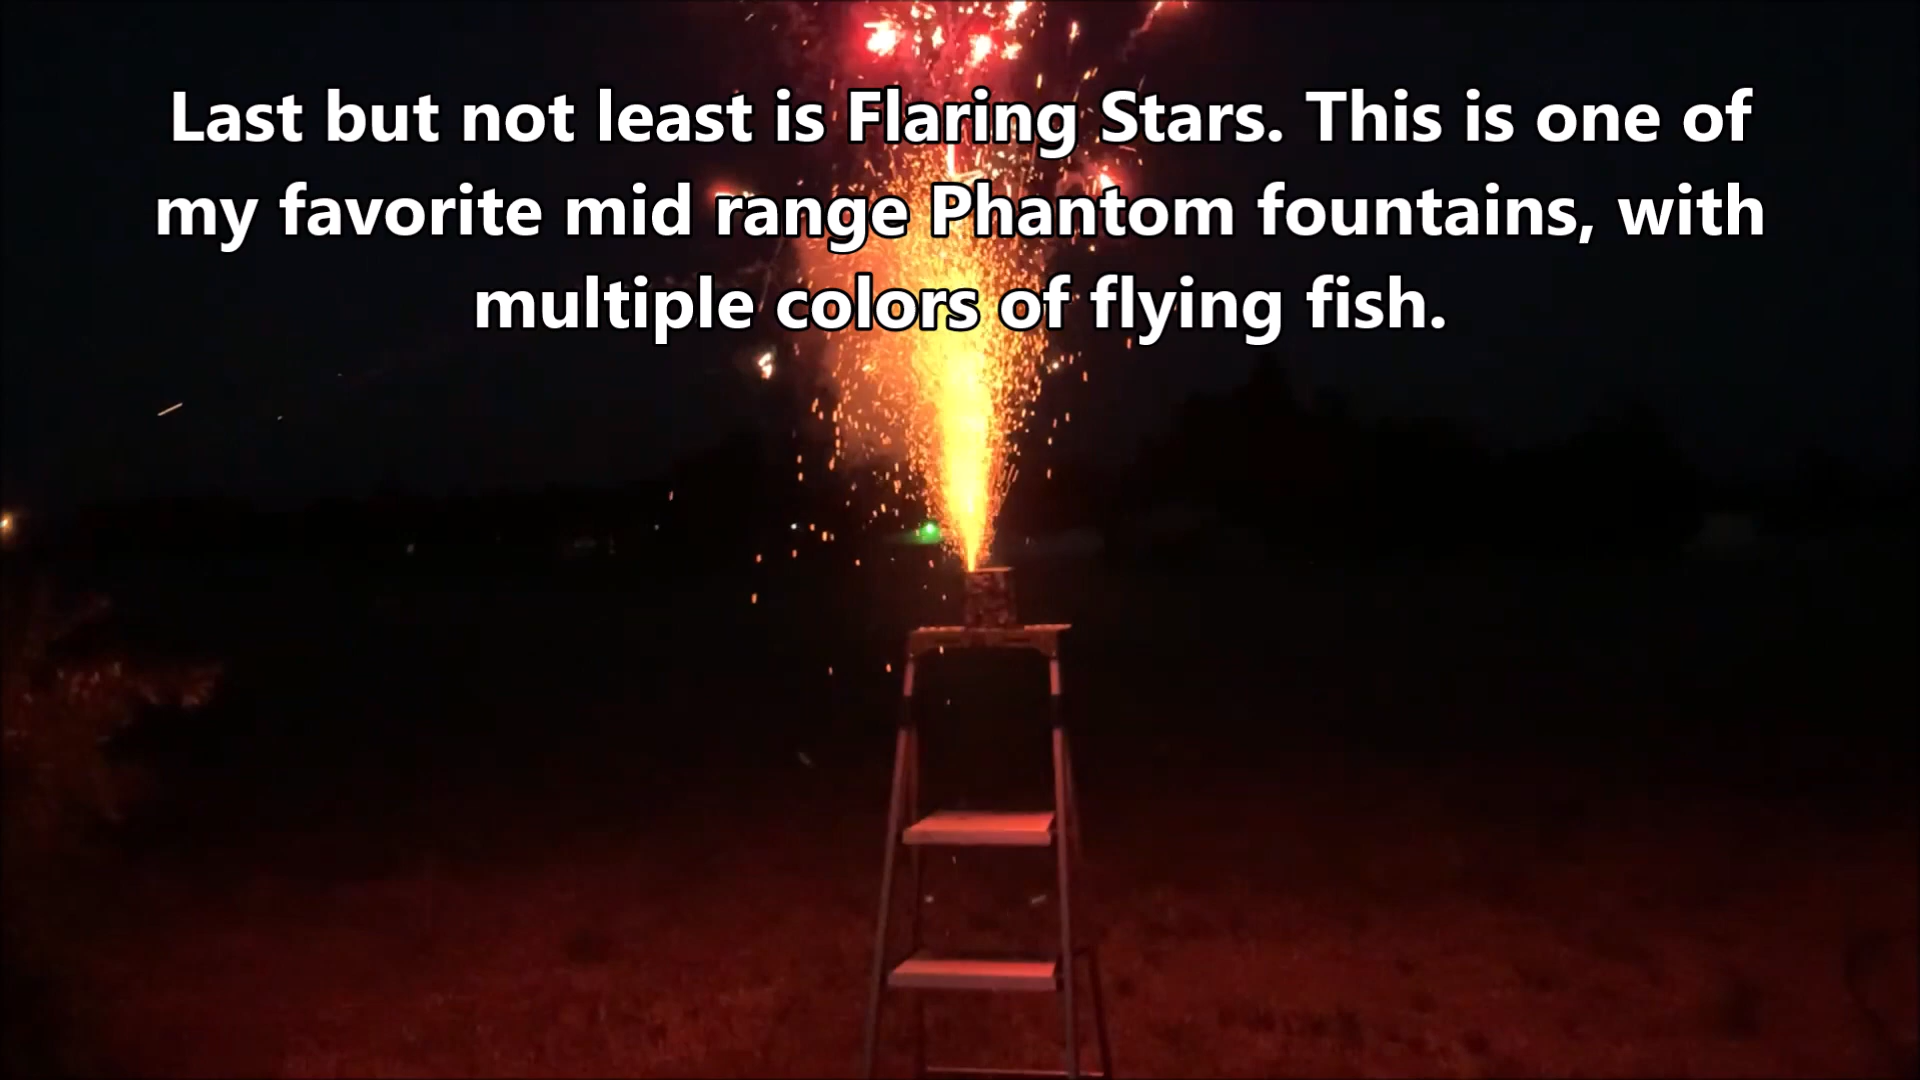 Last but not least is Flaring Stars. This is one of
my favorite mid range Phantom fountains, with
multiple colors of flying fish.